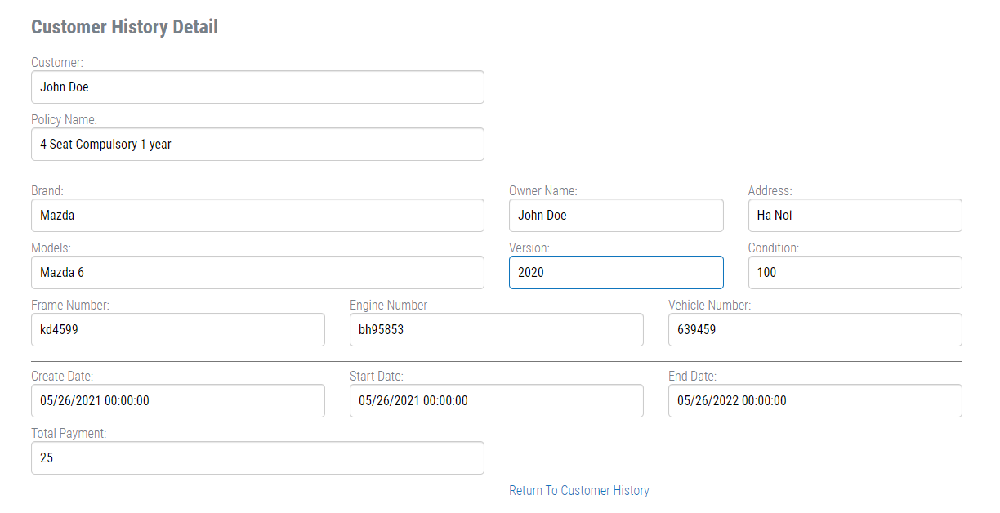 Customer History Detail
Customer:
John Doe
Policy Name:
4 Seat Compulsory 1 year
Brand: Owner Name: Address:
Mazda John Doe Ha Noi
Models: Version: Condition:
Mazda 6 2020 100
Frame Number: Engine Number Vehicle Number:
kd4599 bh95853 639459
Create Date: Start Date: End Date:
05/26/2021 00:00:00 05/26/2021 00:00:00 05/26/2022 00:00:00
Total Payment:
25
Return To Customer History